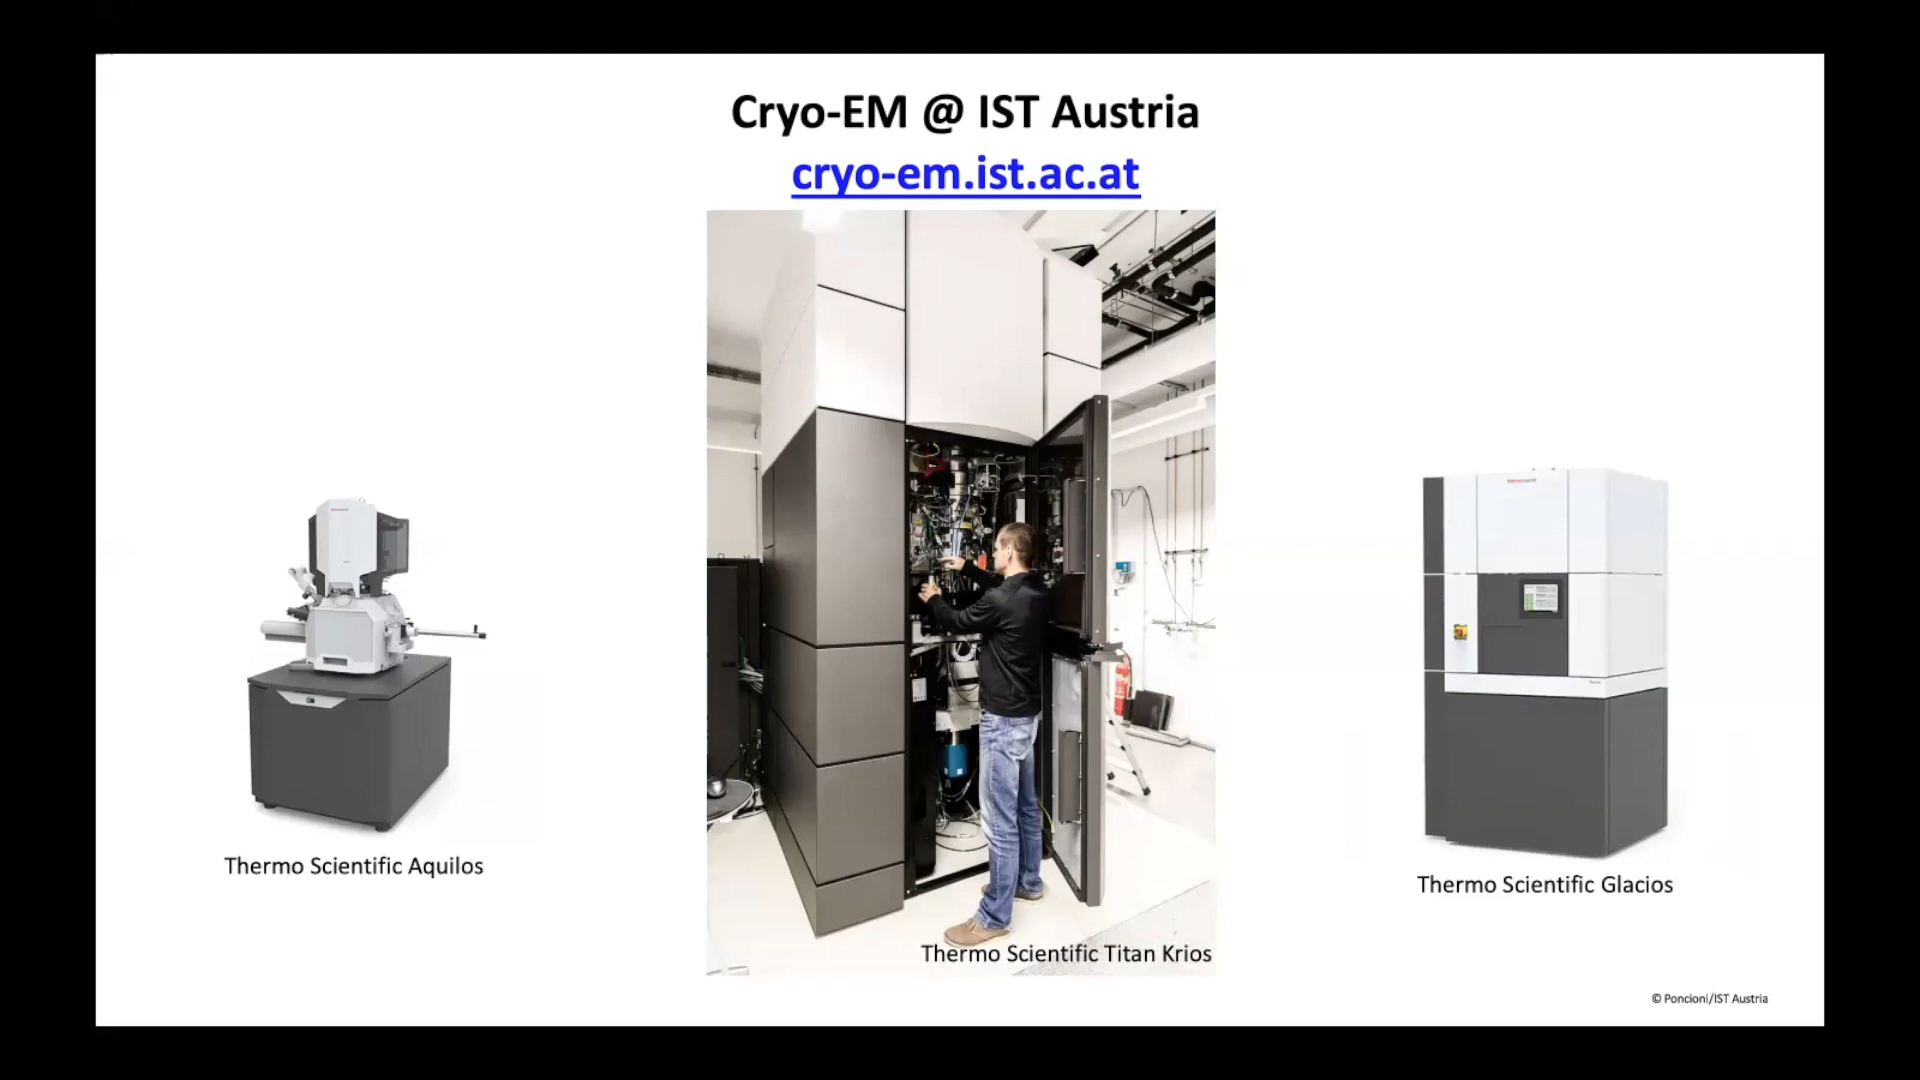 Cryo-EM @ IST Austria
cryo-em.ist.ac.at
Thermo Scientific Aquilos
Thermo Scientific Titan Krios
Thermo Scientific Glacios
© Poncioni/IST Austria